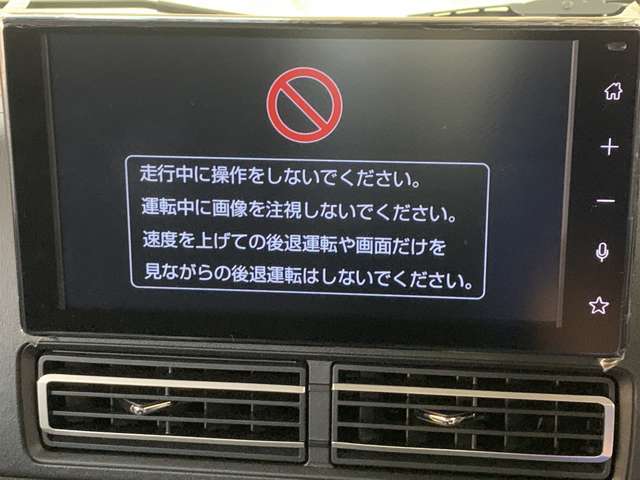 走行中に操作をしないでください。
運転中に画像を注視しないでください。
速度を上げての後退運転や画面だけを
見ながらの後退運転はしないでください。